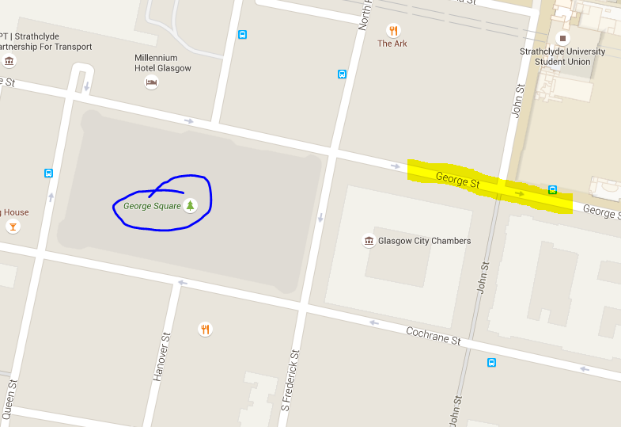 PT | Strathclyde
artnership For Transport
North
The Ark
Strathclyde University
Student Union
Millennium
Hotel Glasgow
e St
John St
George St
George Square
George S
g House
Glasgow City Chambers
John St
Cochrane St
Hanover St
S Frederick St
Queen St
John St